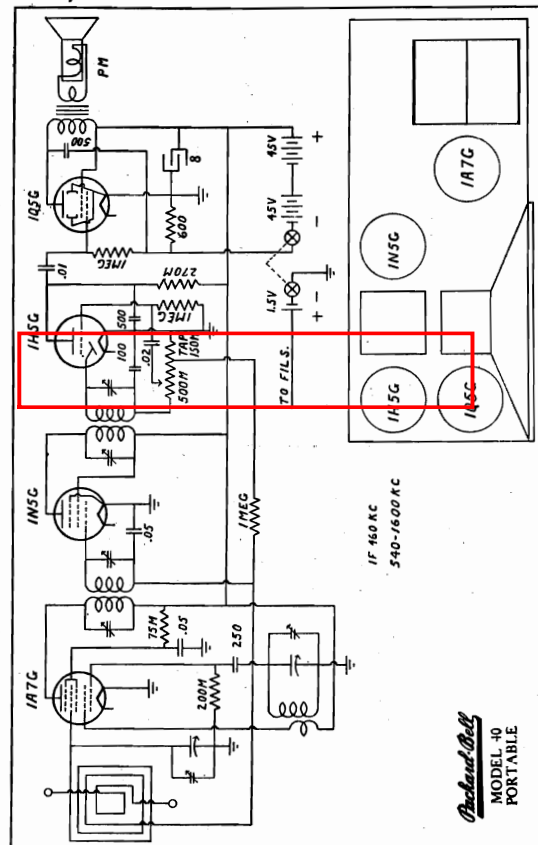 PM
500
8
45V
+
1Q5G
600
45V
-
1MEG
.01
270M
1.5V
+ -
1H5G
500
1MEG
100
.02
TAP
150M
500M
TO FILS.
1N5G
.05
1MEG
75M
.05
250
1A7G
200M
1A7G
1N5G
1H5G
1Q5G
IF 460 KC
540-1600 KC
Packard-Bell
MODEL 40
PORTABLE